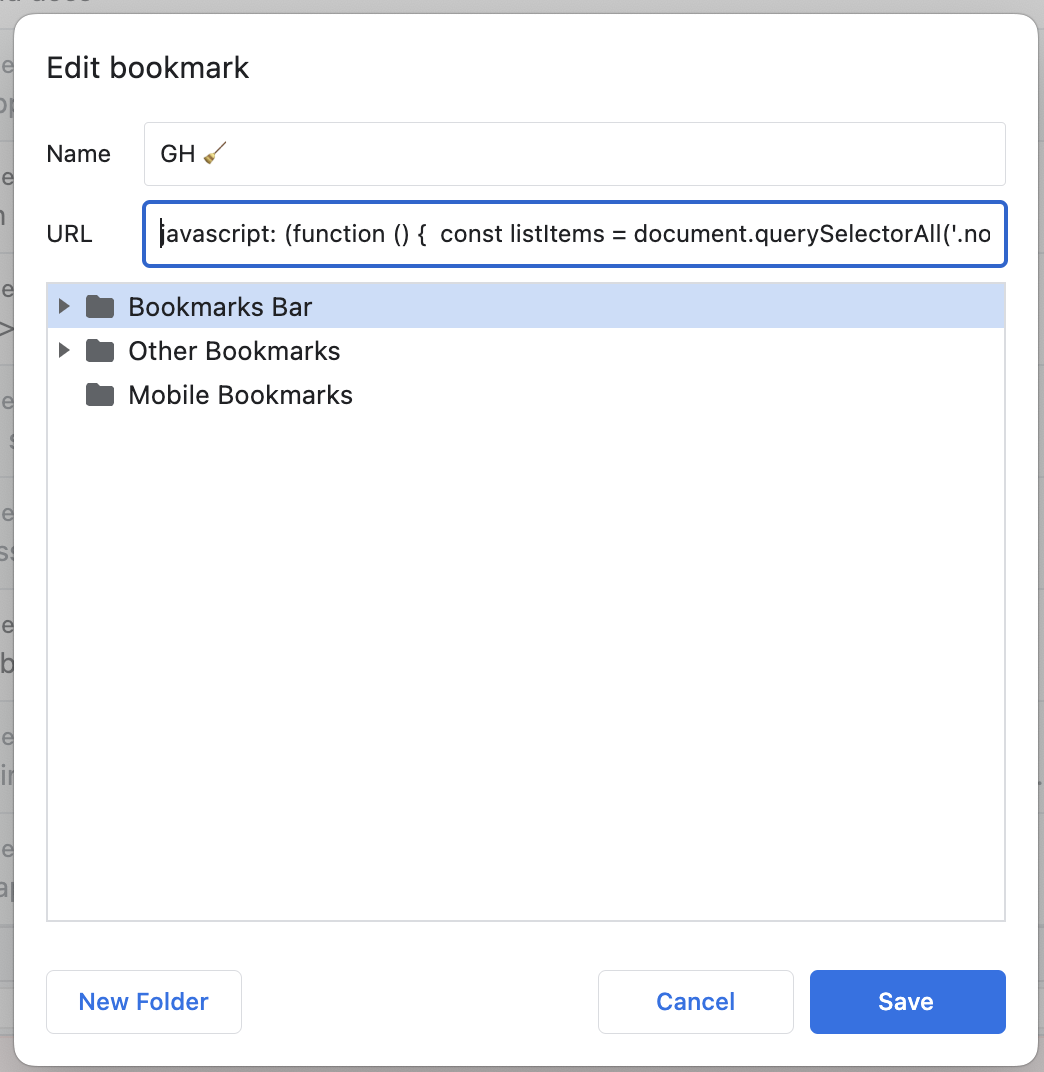 Edit bookmark
Name
GH 🧹
URL
javascript: (function () {  const listItems = document.querySelectorAll('.no
Bookmarks Bar
Other Bookmarks
Mobile Bookmarks
New Folder
Cancel
Save